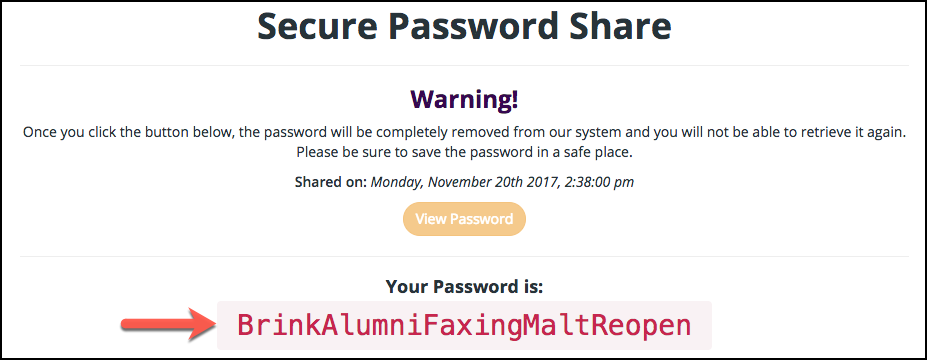 Secure Password Share
Warning!
Once you click the button below, the password will be completely removed from our system and you will not be able to retrieve it again.
Please be sure to save the password in a safe place.
Shared on: Monday, November 20th 2017, 2:38:00 pm
View Password
Your Password is:
BrinkAlumniFaxingMaltReopen